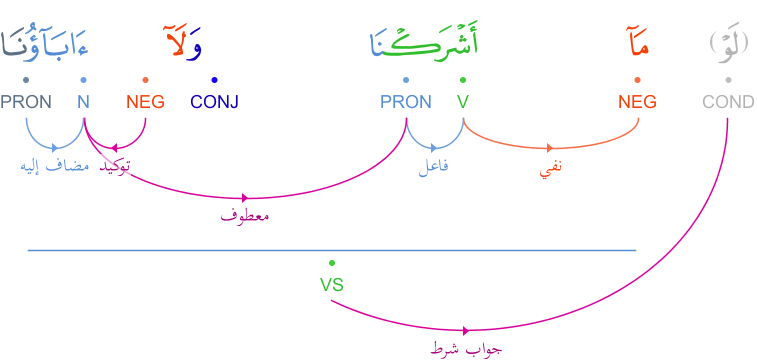 (لَوْ) مَآ أَشْرَكْنَا وَلَآ ءَابَآؤُنَا
COND NEG V PRON CONJ NEG N PRON
نفي فاعل توكيد مضاف إليه
معطوف
VS
جواب شرط